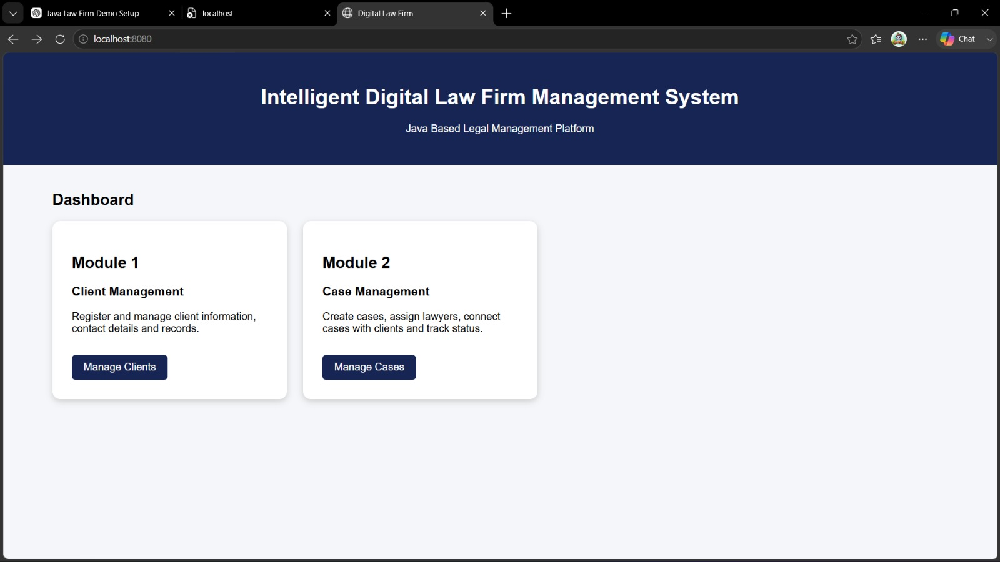 Java Law Firm Demo Setup
localhost
Digital Law Firm
localhost:8080
Chat
Intelligent Digital Law Firm Management System
Java Based Legal Management Platform
Dashboard
Module 1
Client Management
Register and manage client information,
contact details and records.
Manage Clients
Module 2
Case Management
Create cases, assign lawyers, connect
cases with clients and track status.
Manage Cases